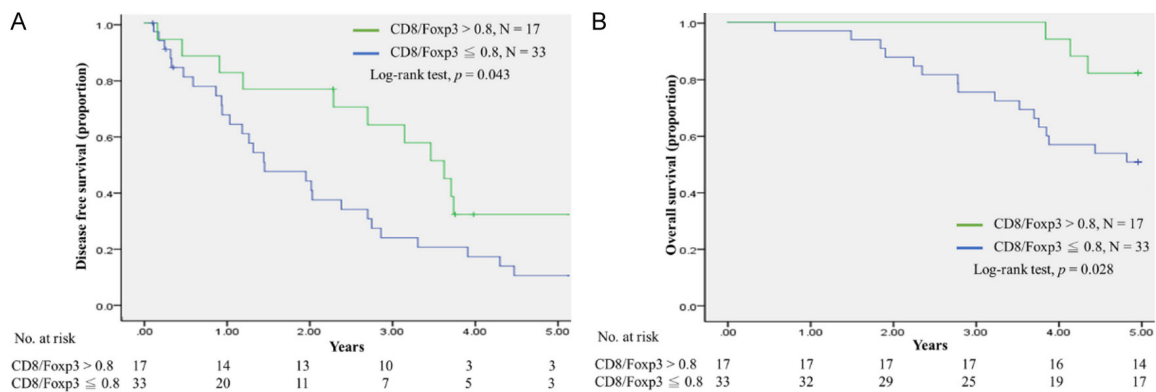 A
Disease free survival (proportion)
1.0
0.8
0.6
0.4
0.2
0.0
CD8/Foxp3 > 0.8, N = 17
CD8/Foxp3 ≦ 0.8, N = 33
Log-rank test, p = 0.043
.00 1.00 2.00 3.00 4.00 5.00
Years
No. at risk
CD8/Foxp3 > 0.8 17 14 13 10 3 3
CD8/Foxp3 ≦ 0.8 33 20 11 7 5 3
B
Overall survival (proportion)
1.0
0.8
0.6
0.4
0.2
0.0
CD8/Foxp3 > 0.8, N = 17
CD8/Foxp3 ≦ 0.8, N = 33
Log-rank test, p = 0.028
.00 1.00 2.00 3.00 4.00 5.00
Years
No. at risk
CD8/Foxp3 > 0.8 17 17 17 17 16 14
CD8/Foxp3 ≦ 0.8 33 32 29 25 19 17